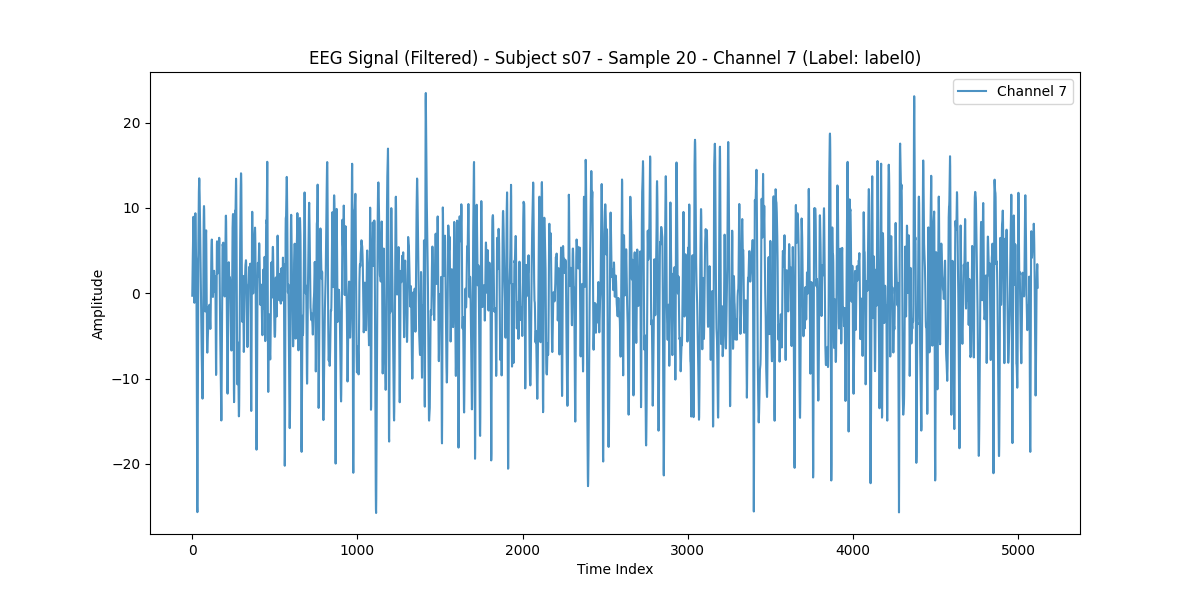 EEG Signal (Filtered) - Subject s07 - Sample 20 - Channel 7 (Label: label0)
Channel 7
20
10
0
−10
−20
Amplitude
0 1000 2000 3000 4000 5000
Time Index